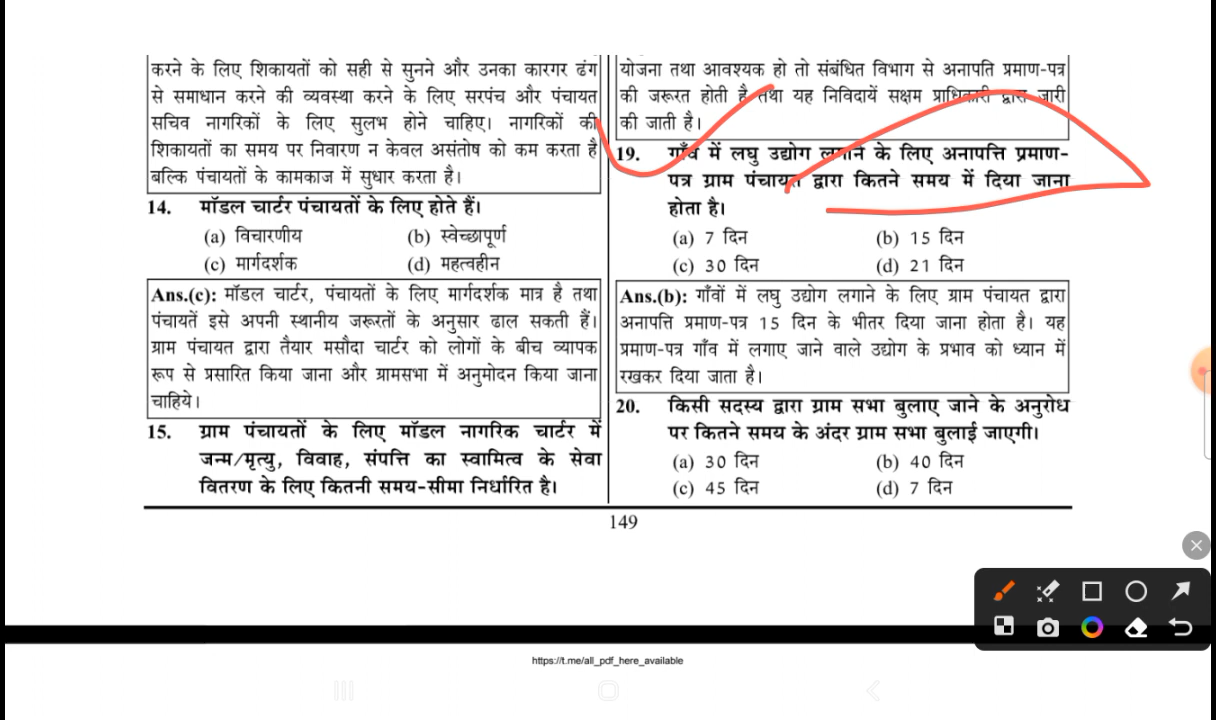 करने के लिए शिकायतों को सही से सुनने और उनका कारगर ढंग
से समाधान करने की व्यवस्था करने के लिए सरपंच और पंचायत
सचिव नागरिकों के लिए सुलभ होने चाहिए। नागरिकों की
शिकायतों का समय पर निवारण न केवल असंतोष को कम करता है
बल्कि पंचायतों के कामकाज में सुधार करता है।
14. मॉडल चार्टर पंचायतों के लिए होते हैं।
(a) विचारणीय (b) स्वेच्छापूर्ण
(c) मार्गदर्शक (d) महत्वहीन
Ans.(c): मॉडल चार्टर, पंचायतों के लिए मार्गदर्शक मात्र है तथा
पंचायतें इसे अपनी स्थानीय जरूरतों के अनुसार ढाल सकती हैं।
ग्राम पंचायत द्वारा तैयार मसौदा चार्टर को लोगों के बीच व्यापक
रूप से प्रसारित किया जाना और ग्रामसभा में अनुमोदन किया जाना
चाहिये।
15. ग्राम पंचायतों के लिए मॉडल नागरिक चार्टर में
जन्म/मृत्यु, विवाह, संपत्ति का स्वामित्व के सेवा
वितरण के लिए कितनी समय-सीमा निर्धारित है।
योजना तथा आवश्यक हो तो संबंधित विभाग से अनापति प्रमाण-पत्र
की जरूरत होती है तथा यह निविदायें सक्षम प्राधिकारी द्वारा जारी
की जाती है।
19. गाँव में लघु उद्योग लगाने के लिए अनापत्ति प्रमाण-
पत्र ग्राम पंचायत द्वारा कितने समय में दिया जाना
होता है।
(a) 7 दिन (b) 15 दिन
(c) 30 दिन (d) 21 दिन
Ans.(b): गाँवों में लघु उद्योग लगाने के लिए ग्राम पंचायत द्वारा
अनापत्ति प्रमाण-पत्र 15 दिन के भीतर दिया जाना होता है। यह
प्रमाण-पत्र गाँव में लगाए जाने वाले उद्योग के प्रभाव को ध्यान में
रखकर दिया जाता है।
20. किसी सदस्य द्वारा ग्राम सभा बुलाए जाने के अनुरोध
पर कितने समय के अंदर ग्राम सभा बुलाई जाएगी।
(a) 30 दिन (b) 40 दिन
(c) 45 दिन (d) 7 दिन
149
https://t.me/all_pdf_here_available